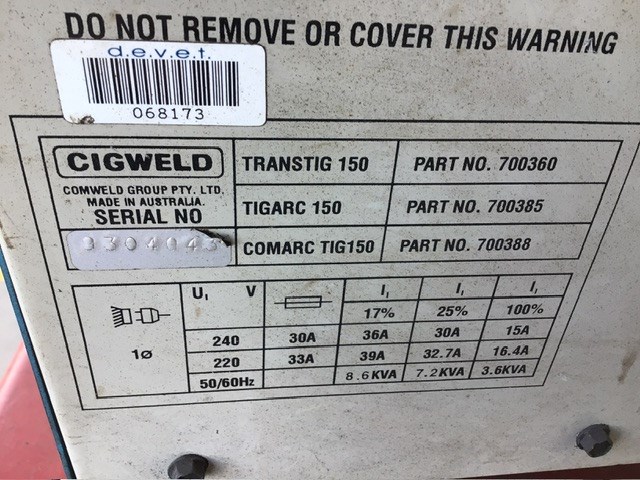 DO NOT REMOVE OR COVER THIS WARNING
d.e.v.e.t.
068173
CIGWELD
COMWELD GROUP PTY. LTD.
MADE IN AUSTRALIA.
SERIAL NO
TRANSTIG 150 PART NO. 700360
TIGARC 150 PART NO. 700385
COMARC TIG150 PART NO. 700388
U₁ V I₁ I₁ I₁
17% 25% 100%
1ø
240 30A 36A 30A 15A
220 33A 39A 32.7A 16.4A
50/60Hz 8.6KVA 7.2KVA 3.6KVA